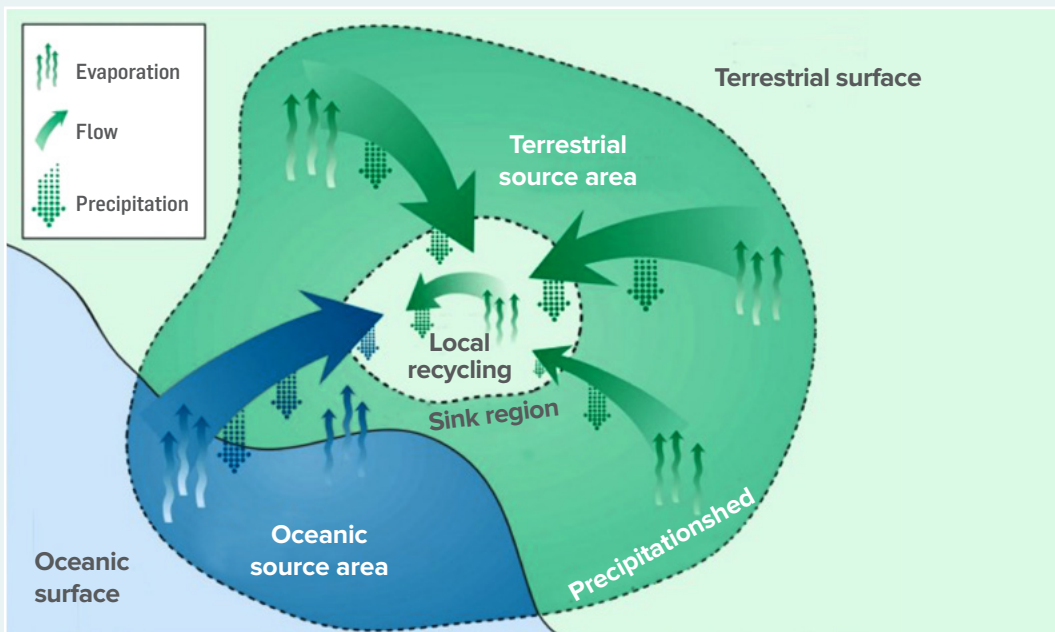 Evaporation
Flow
Precipitation
Terrestrial surface
Terrestrial
source area
Local
recycling
Sink region
Oceanic
source area
Precipitationshed
Oceanic
surface